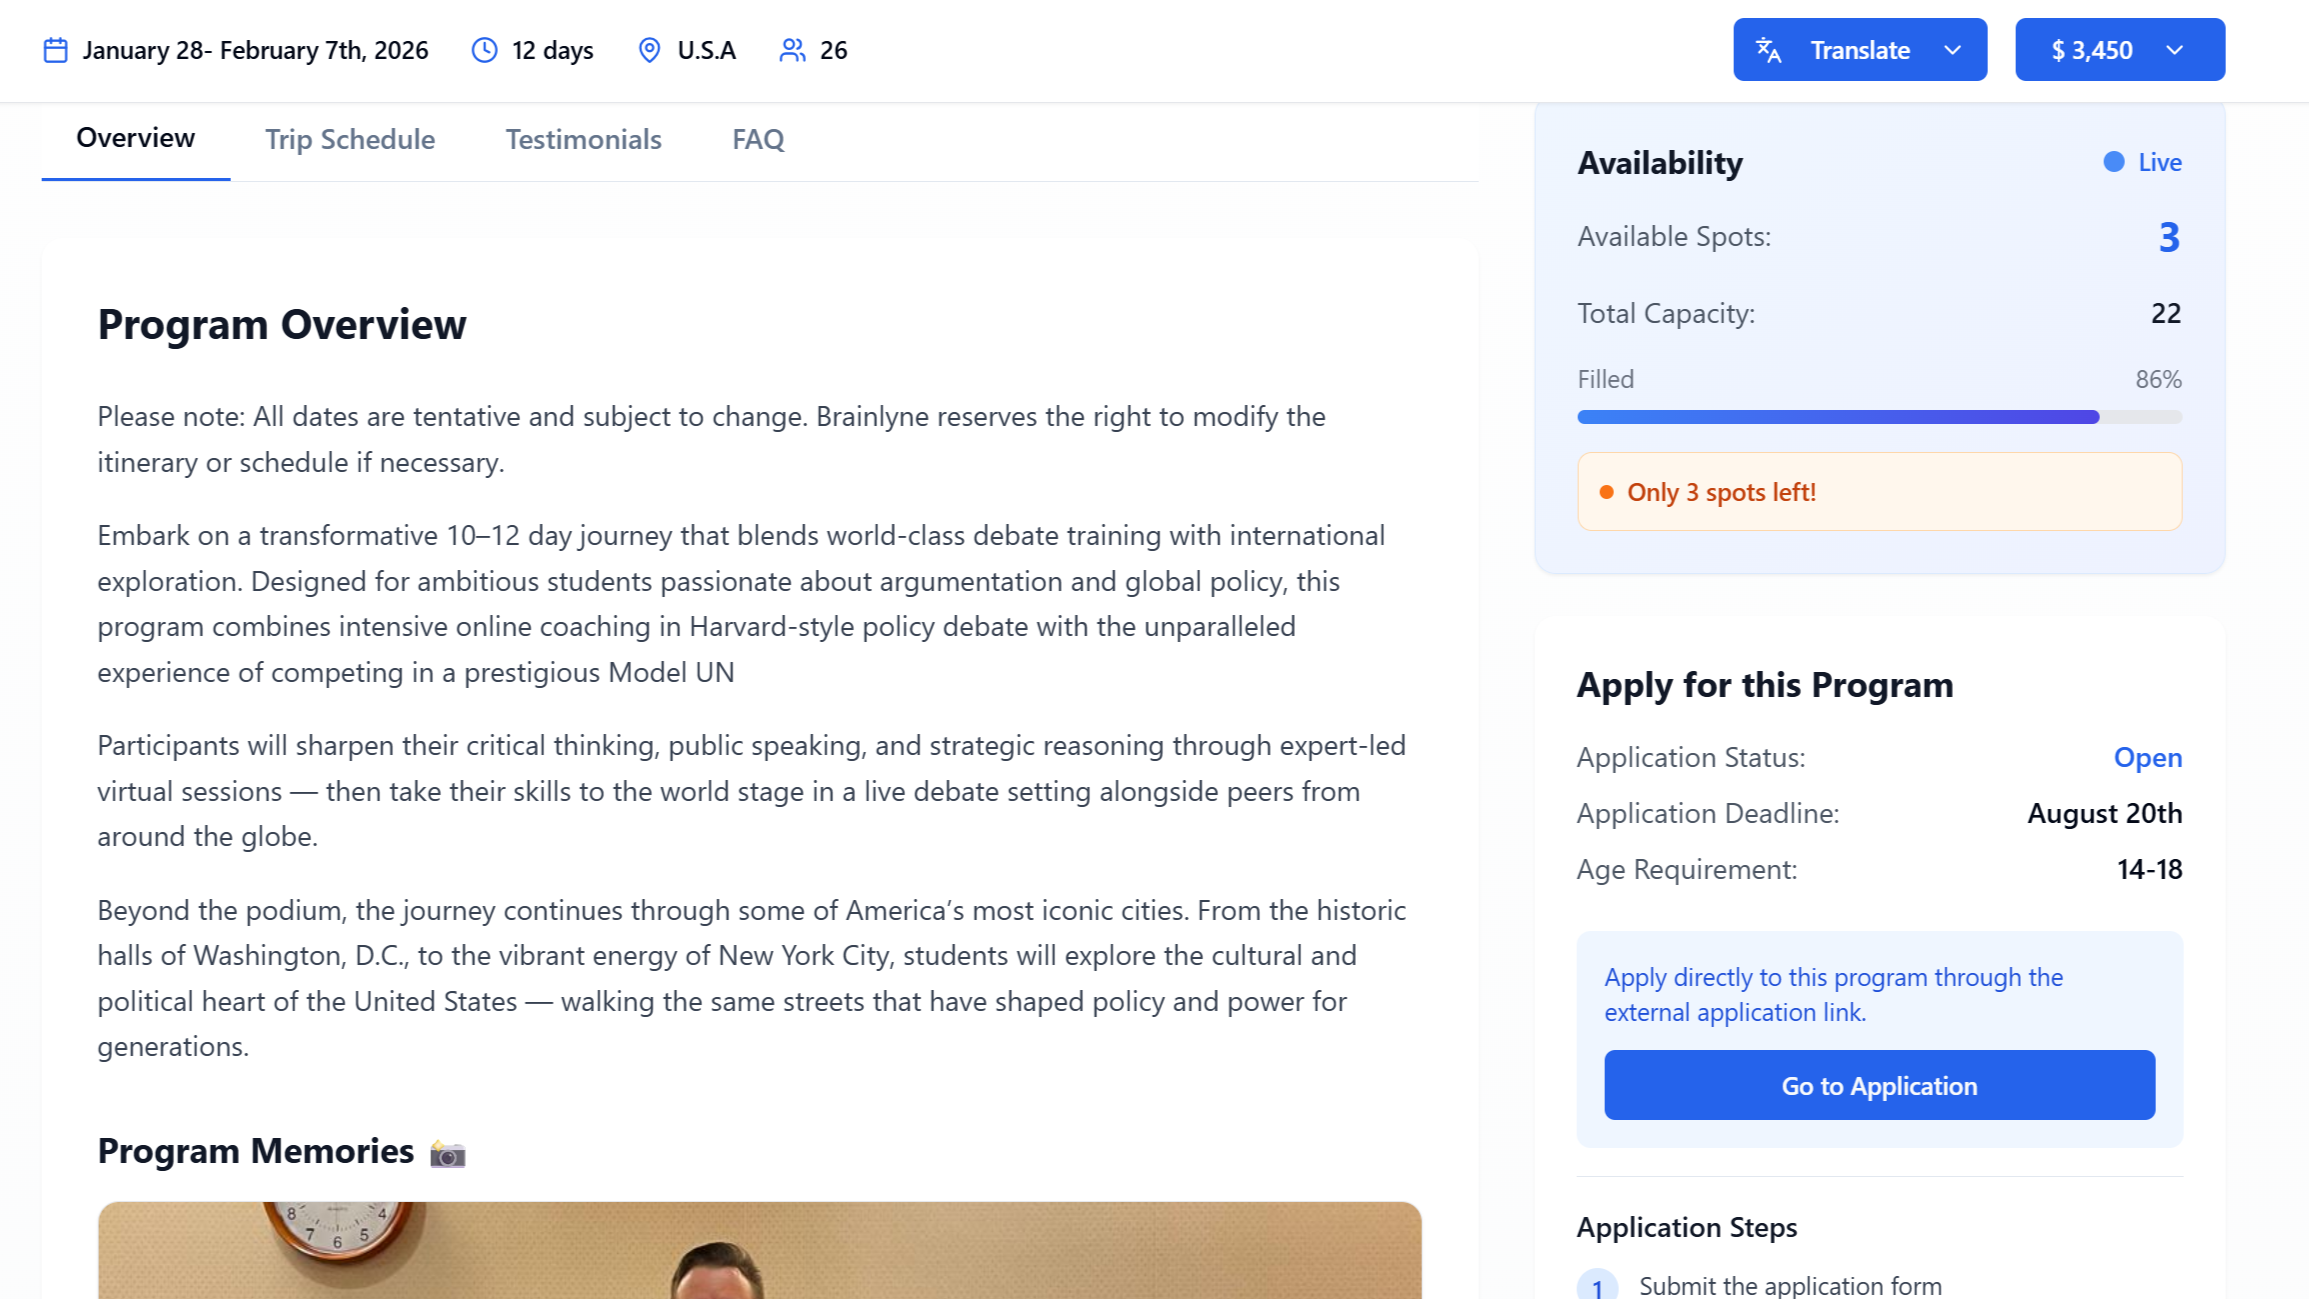 January 28- February 7th, 2026
12 days
U.S.A
26
Translate
$ 3,450
Overview
Trip Schedule
Testimonials
FAQ
Program Overview
Please note: All dates are tentative and subject to change. Brainlyne reserves the right to modify the
itinerary or schedule if necessary.
Embark on a transformative 10–12 day journey that blends world-class debate training with international
exploration. Designed for ambitious students passionate about argumentation and global policy, this
program combines intensive online coaching in Harvard-style policy debate with the unparalleled
experience of competing in a prestigious Model UN
Participants will sharpen their critical thinking, public speaking, and strategic reasoning through expert-led
virtual sessions — then take their skills to the world stage in a live debate setting alongside peers from
around the globe.
Beyond the podium, the journey continues through some of America’s most iconic cities. From the historic
halls of Washington, D.C., to the vibrant energy of New York City, students will explore the cultural and
political heart of the United States — walking the same streets that have shaped policy and power for
generations.
Program Memories
8 7 6 5 4
Availability
Live
Available Spots:
3
Total Capacity:
22
Filled
86%
Only 3 spots left!
Apply for this Program
Application Status:
Open
Application Deadline:
August 20th
Age Requirement:
14-18
Apply directly to this program through the
external application link.
Go to Application
Application Steps
1
Submit the application form